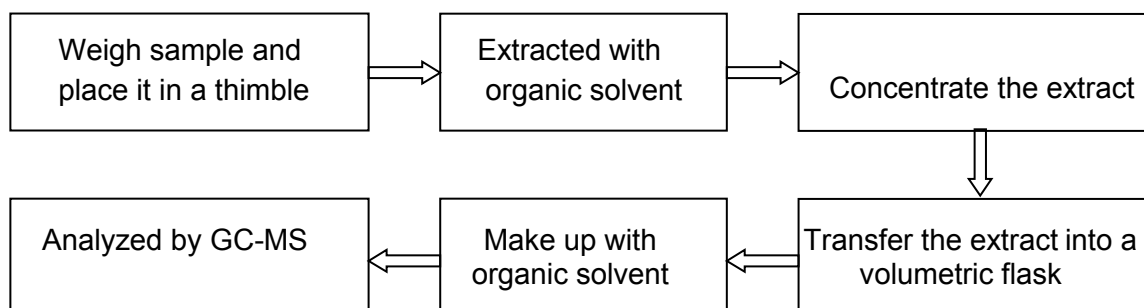 Weigh sample and
place it in a thimble
Extracted with
organic solvent
Concentrate the extract
Transfer the extract into a
volumetric flask
Make up with
organic solvent
Analyzed by GC-MS